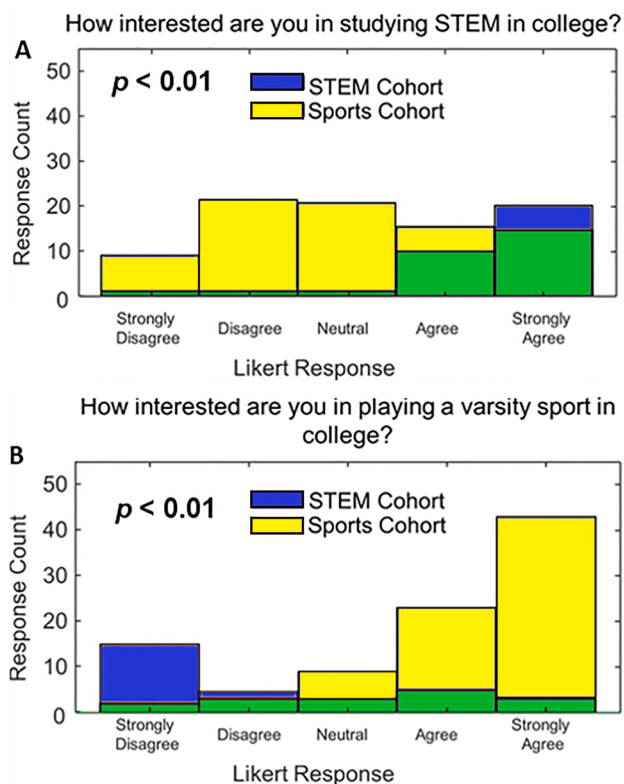 How interested are you in studying STEM in college?
A
p < 0.01
STEM Cohort
Sports Cohort
Response Count
50
40
30
20
10
0
Strongly
Disagree
Disagree
Neutral
Agree
Strongly
Agree
Likert Response
How interested are you in playing a varsity sport in
college?
B
p < 0.01
STEM Cohort
Sports Cohort
Response Count
50
40
30
20
10
0
Strongly
Disagree
Disagree
Neutral
Agree
Strongly
Agree
Likert Response